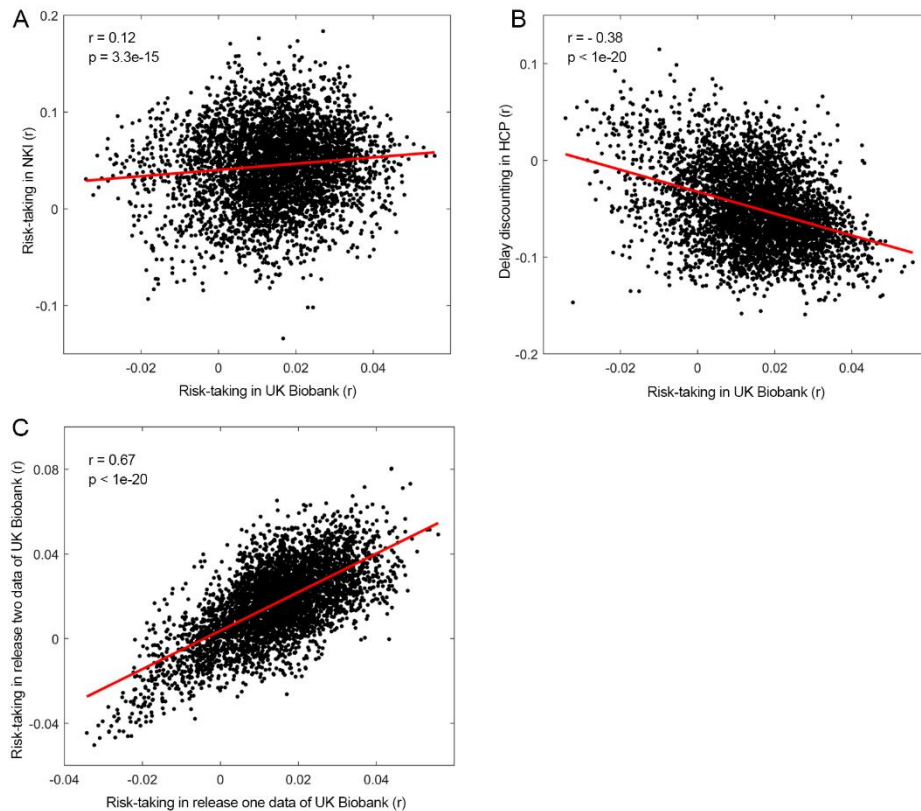 A
r = 0.12
p = 3.3e-15
0.2
0.1
0
-0.1
Risk-taking in NKI (r)
-0.02
0
0.02
0.04
Risk-taking in UK Biobank (r)
B
r = - 0.38
p < 1e-20
0.2
0.1
-0
-0.1
-0.2
Delay discounting in HCP (r)
-0.02
0
0.02
0.04
Risk-taking in UK Biobank (r)
C
r = 0.67
p < 1e-20
0.08
0.04
0
-0.04
Risk-taking in release two data of UK Biobank (r)
-0.04
-0.02
0
0.02
0.04
Risk-taking in release one data of UK Biobank (r)